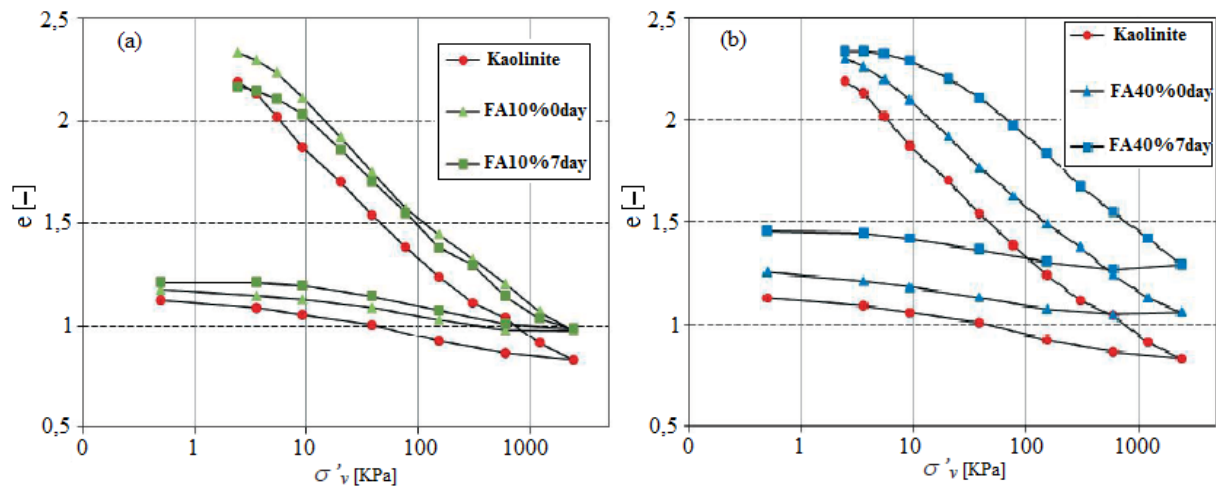 2,5
2
1,5
1
0,5
e [–]
(a)
Kaolinite
FA10%0day
FA10%7day
0
1
10
100
1000
σ'v [KPa]
2,5
2
1,5
1
0,5
e [–]
(b)
Kaolinite
FA40%0day
FA40%7day
0
1
10
100
1000
σ'v [KPa]